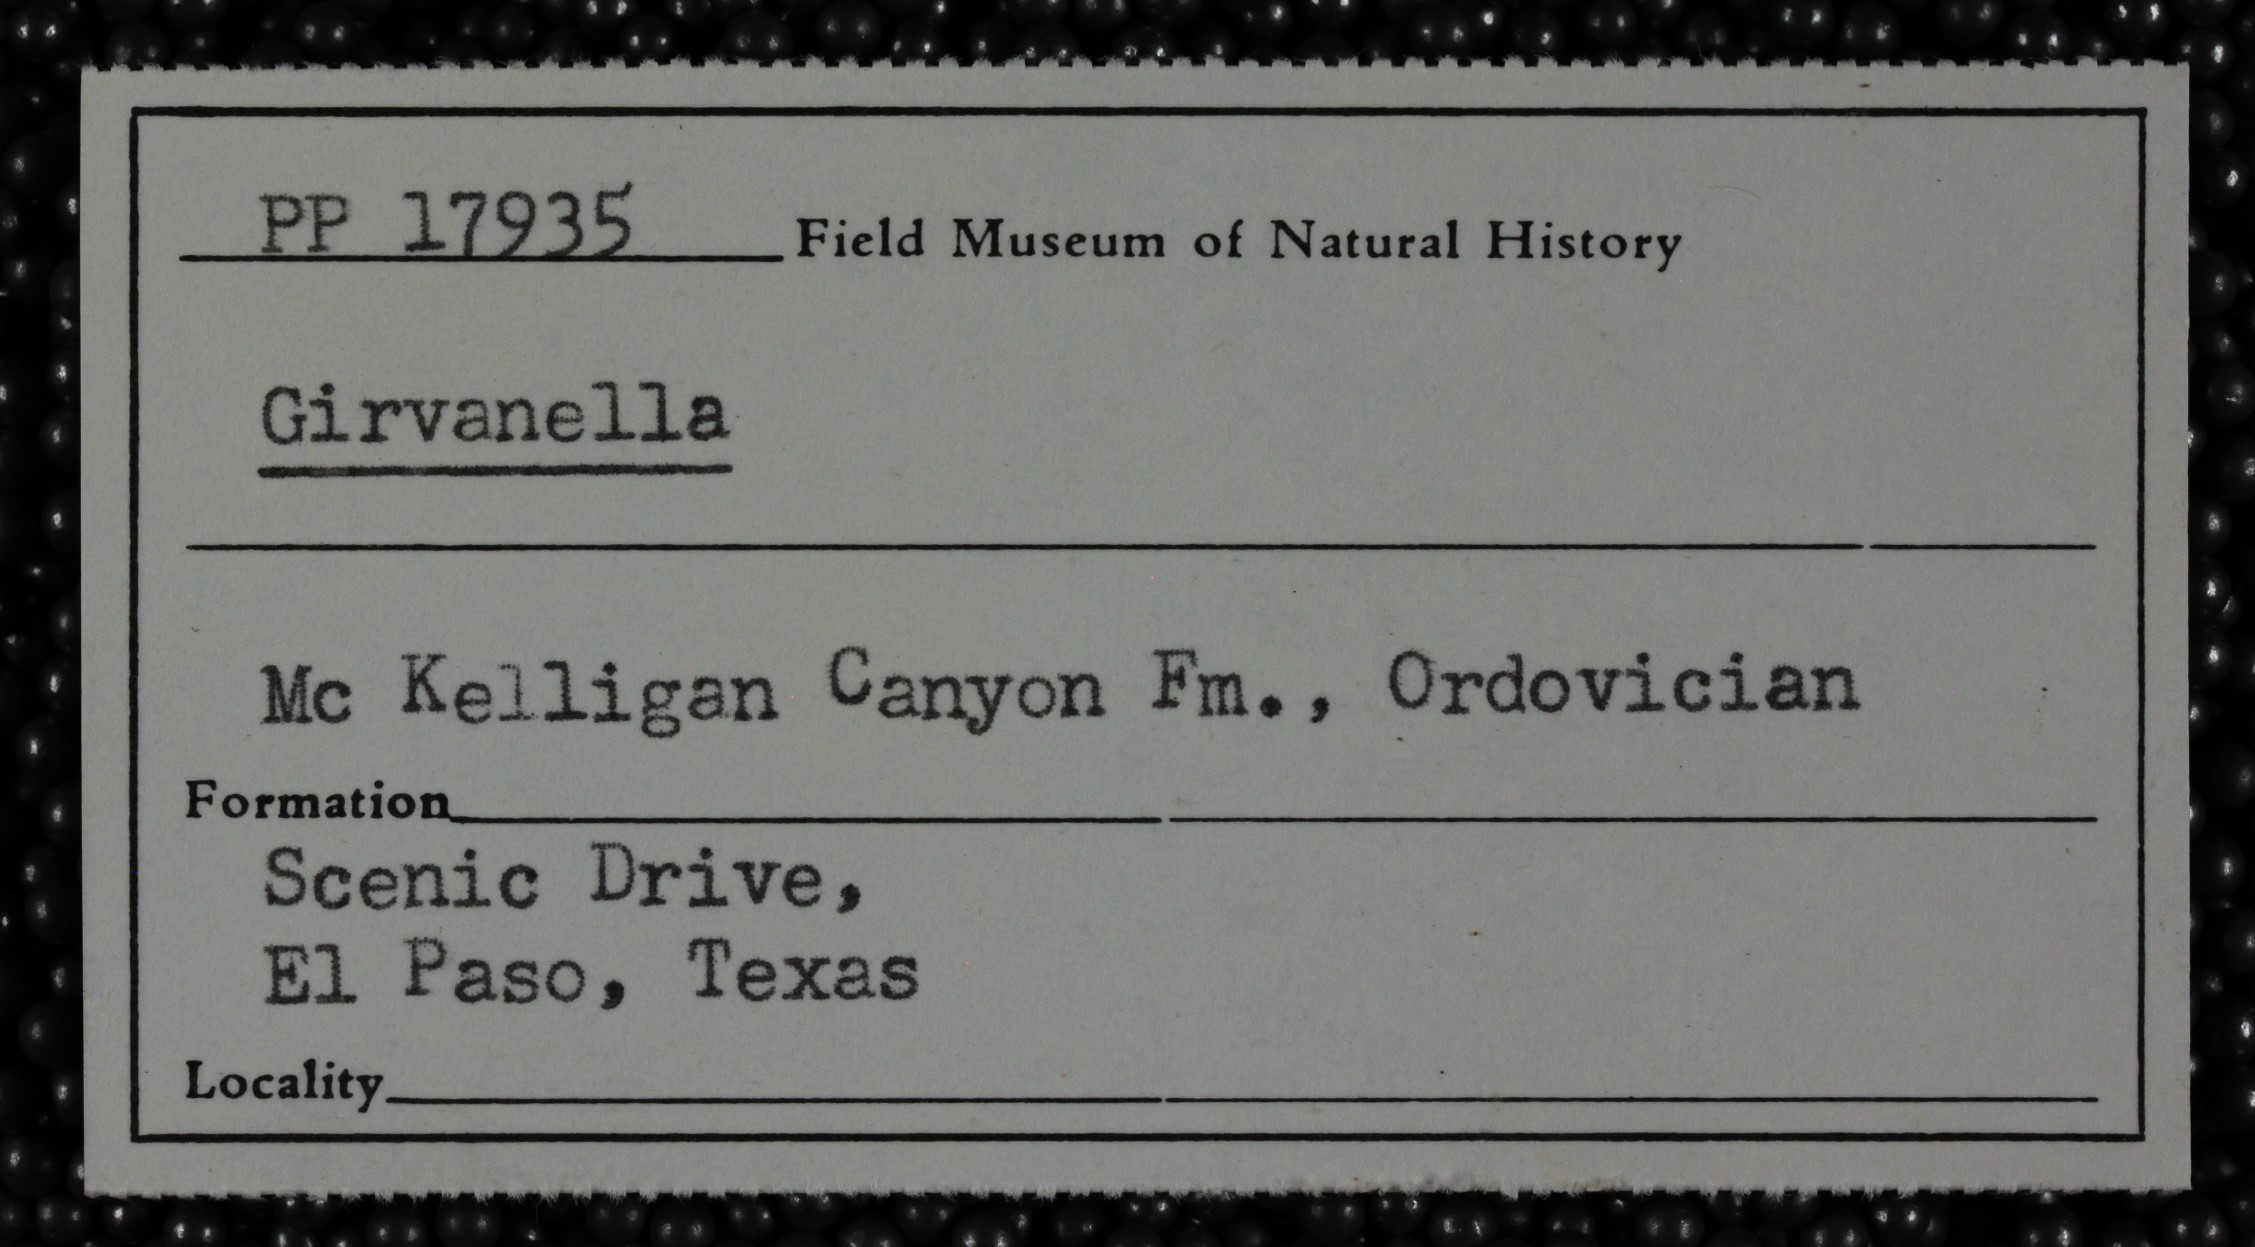 PP 17935 Field Museum of Natural History
Girvanella
Mc Kelligan Canyon Fm., Ordovician
Formation
Scenic Drive,
El Paso, Texas
Locality